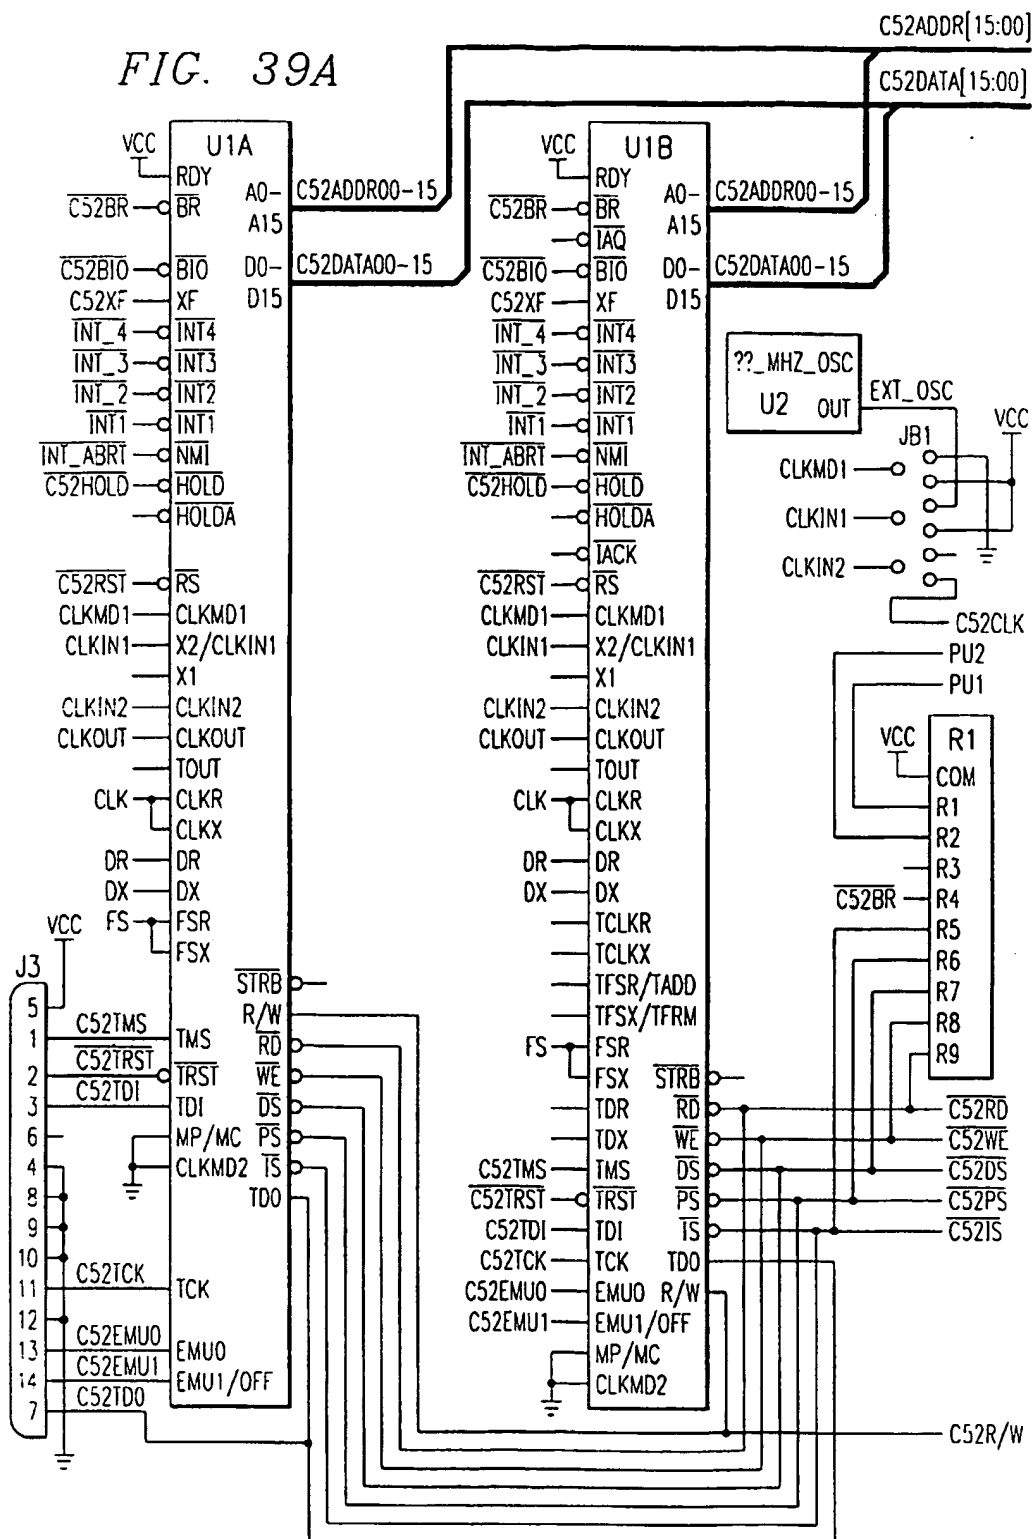 FIG. 39A
C52ADDR[15:00]
C52DATA[15:00]
U1A
VCC
RDY
C52BR
BR
A0-
A15
C52ADDR00-15
C52BIO
BIO
D0-
D15
C52DATA00-15
C52XF
XF
INT_4
INT4
INT_3
INT3
INT_2
INT2
INT1
INT1
INT_ABRT
NMI
C52HOLD
HOLD
HOLDA
C52RST
RS
CLKMD1
CLKMD1
CLKIN1
X2/CLKIN1
X1
CLKIN2
CLKIN2
CLKOUT
CLKOUT
TOUT
CLK
CLKR
CLKX
DR
DR
DX
DX
FS
FSR
FSX
STRB
R/W
RD
WE
DS
PS
IS
TDO
TMS
TRST
TDI
MP/MC
CLKMD2
TCK
EMU0
EMU1/OFF
J3
VCC
5
1
C52TMS
2
C52TRST
3
C52TDI
6
4
8
9
10
11
C52TCK
12
13
C52EMU0
14
C52EMU1
7
C52TDO
U1B
VCC
RDY
C52BR
BR
IAQ
A0-
A15
C52ADDR00-15
C52BIO
BIO
D0-
D15
C52DATA00-15
C52XF
XF
INT_4
INT4
INT_3
INT3
INT_2
INT2
INT1
INT1
INT_ABRT
NMI
C52HOLD
HOLD
HOLDA
IACK
C52RST
RS
CLKMD1
CLKMD1
CLKIN1
X2/CLKIN1
X1
CLKIN2
CLKIN2
CLKOUT
CLKOUT
TOUT
CLK
CLKR
CLKX
DR
DR
DX
DX
TCLKR
TCLKX
TFSR/TADD
TFSX/TFRM
FS
FSR
FSX
STRB
TDR
RD
TDX
WE
C52TMS
TMS
DS
C52TRST
TRST
PS
C52TDI
TDI
IS
C52TCK
TCK
TDO
C52EMU0
EMU0
R/W
C52EMU1
EMU1/OFF
MP/MC
CLKMD2
??_MHZ_OSC
U2
OUT
EXT_OSC
JB1
VCC
CLKMD1
CLKIN1
CLKIN2
C52CLK
PU2
PU1
VCC
R1
COM
R1
R2
R3
C52BR
R4
R5
R6
R7
R8
R9
C52RD
C52WE
C52DS
C52PS
C52IS
C52R/W